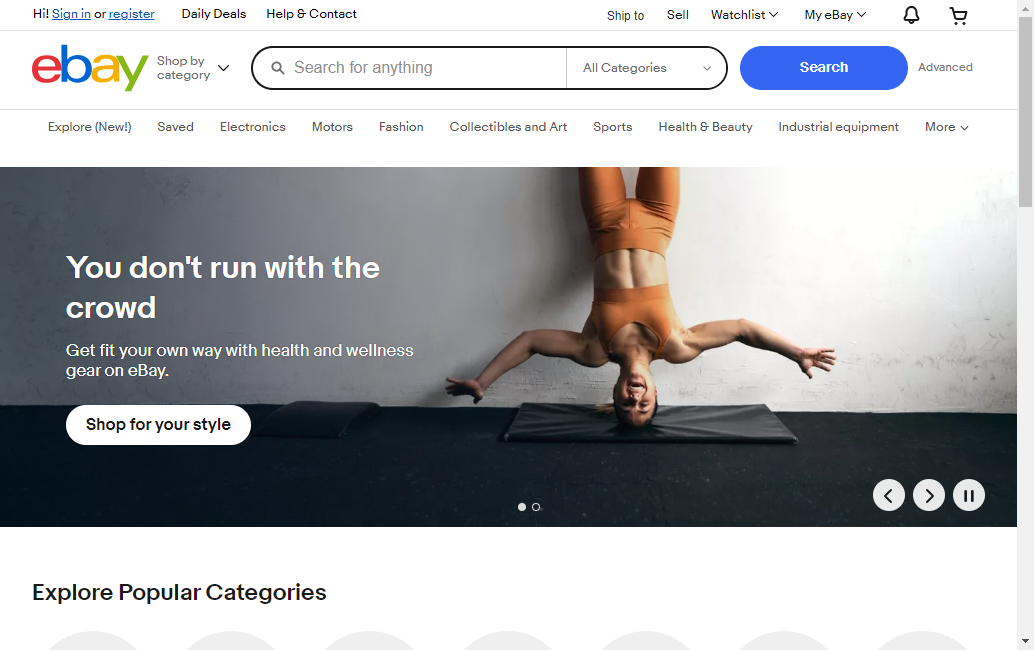 Hi! Sign in or register
Daily Deals
Help & Contact
Ship to
Sell
Watchlist
My eBay
ebay
Shop by
category
Search for anything
All Categories
Search
Advanced
Explore (New!)
Saved
Electronics
Motors
Fashion
Collectibles and Art
Sports
Health & Beauty
Industrial equipment
More
You don't run with the
crowd
Get fit your own way with health and wellness
gear on eBay.
Shop for your style
Explore Popular Categories